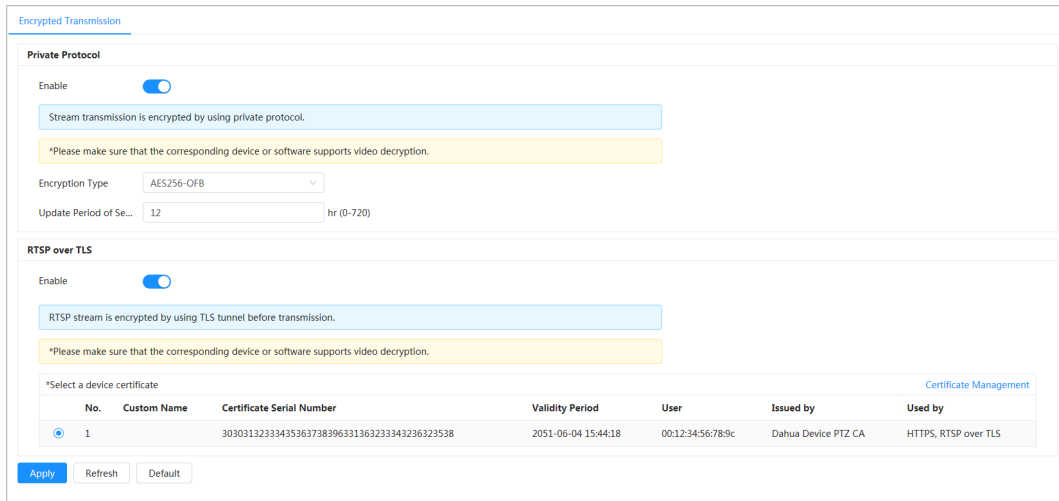 Encrypted Transmission
Private Protocol
Enable
Stream transmission is encrypted by using private protocol.
*Please make sure that the corresponding device or software supports video decryption.
Encryption Type AES256-OFB
Update Period of Se... 12 hr (0-720)
RTSP over TLS
Enable
RTSP stream is encrypted by using TLS tunnel before transmission.
*Please make sure that the corresponding device or software supports video decryption.
*Select a device certificate Certificate Management
No. Custom Name Certificate Serial Number Validity Period User Issued by Used by
1 303031323334353637383963313632333432363235​38 2051-06-04 15:44:18 00:12:34:56:78:9c Dahua Device PTZ CA HTTPS, RTSP over TLS
Apply Refresh Default